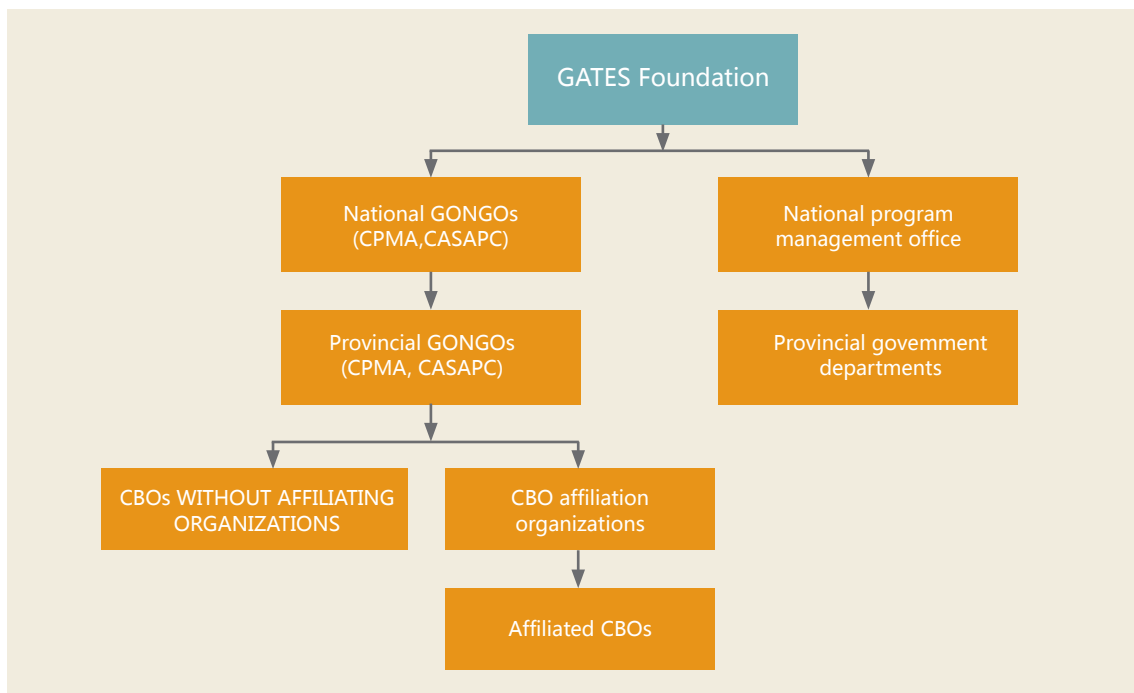 GATES Foundation
National GONGOs
(CPMA,CASAPC)
National program
management office
Provincial GONGOs
(CPMA, CASAPC)
Provincial govemment
departments
CBOs WITHOUT AFFILIATING
ORGANIZATIONS
CBO affiliation
organizations
Affiliated CBOs